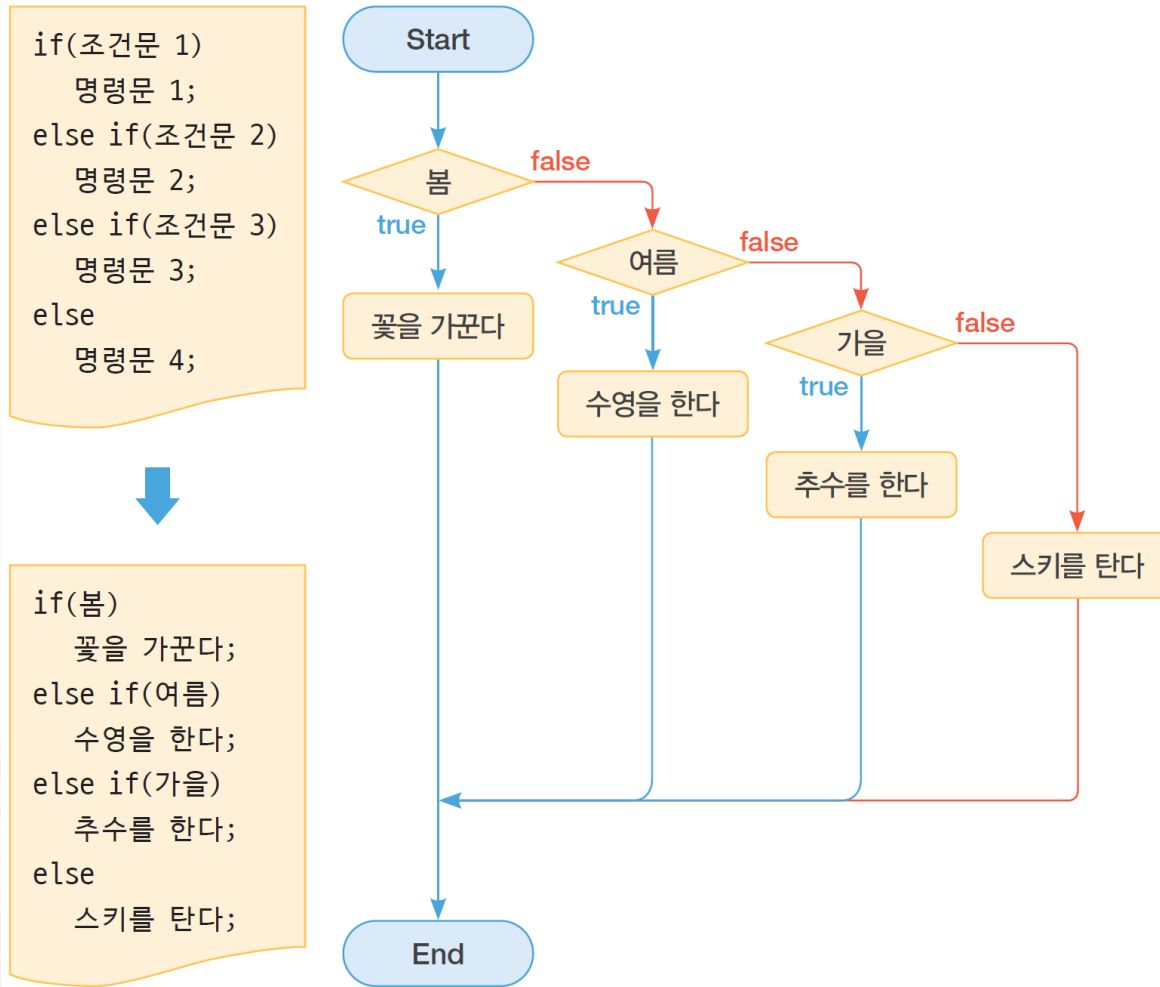 if(조건문 1)
명령문 1;
else if(조건문 2)
명령문 2;
else if(조건문 3)
명령문 3;
else
명령문 4;
if(봄)
꽃을 가꾼다;
else if(여름)
수영을 한다;
else if(가을)
추수를 한다;
else
스키를 탄다;
Start
봄
false
true
꽃을 가꾼다
여름
false
true
수영을 한다
가을
false
true
추수를 한다
스키를 탄다
End